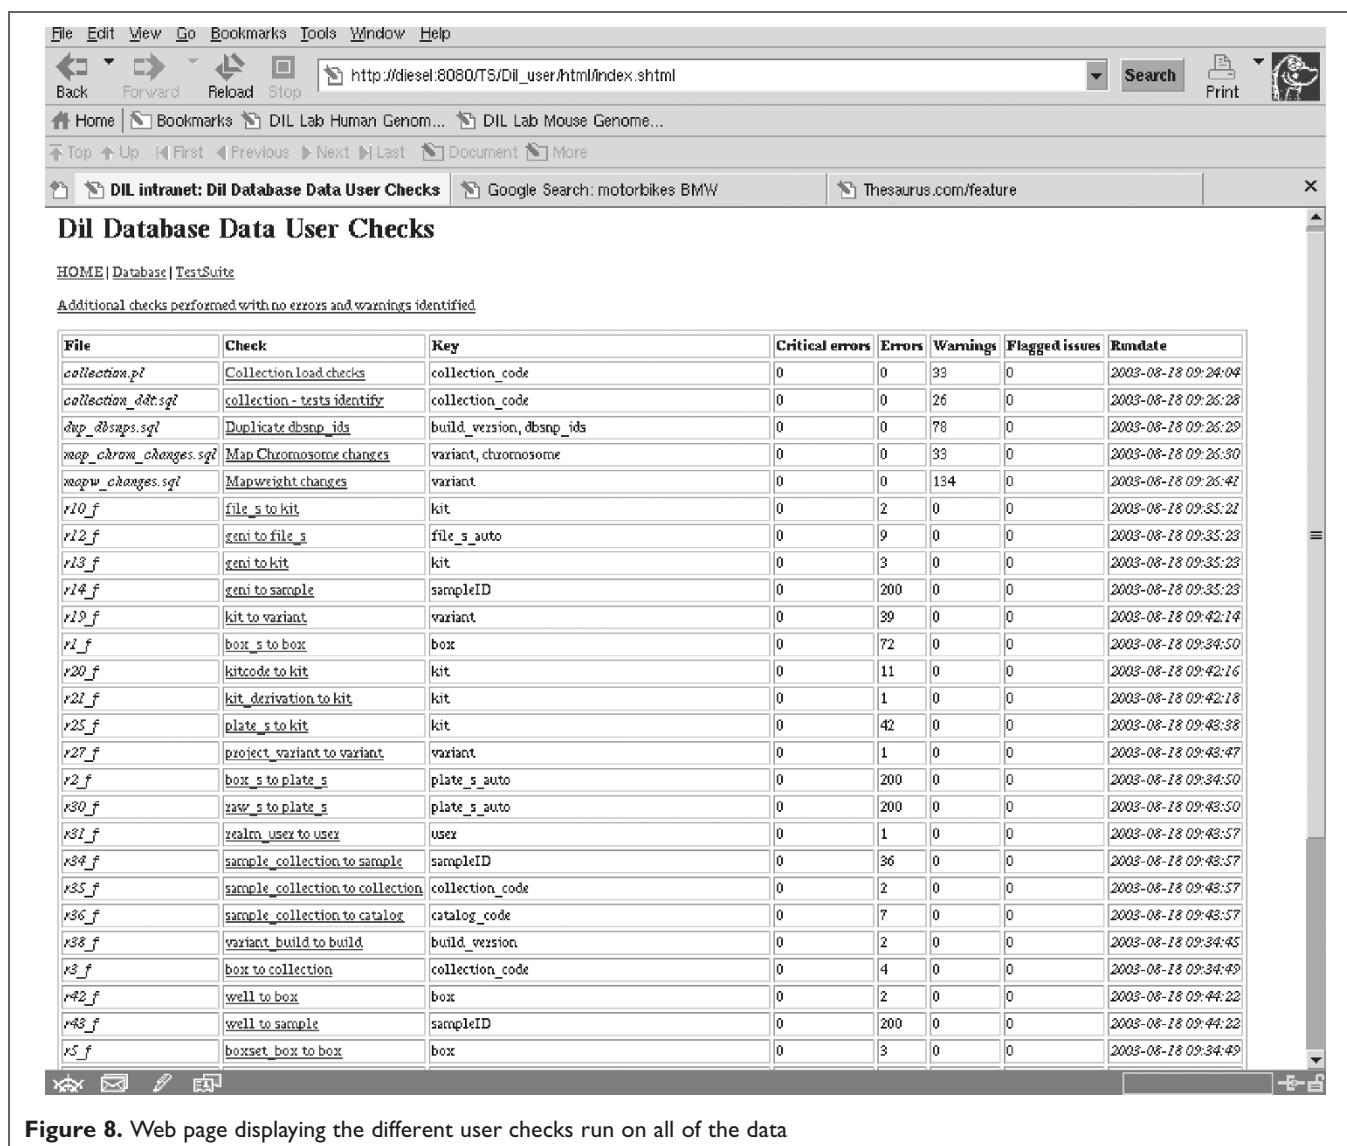 File Edit View Go Bookmarks Tools Window Help
Back Forward Reload Stop http://diesel:8080/TS/Dil_user/html/index.shtml Search Print
Home Bookmarks DIL Lab Human Genom... DIL Lab Mouse Genome...
Top Up First Previous Next Last Document More
DIL intranet: Dil Database Data User Checks Google Search: motorbikes BMW Thesaurus.com/feature
Dil Database Data User Checks
HOME | Database | TestSuite
Additional checks performed with no errors and warnings identified
File Check Key Critical errors Errors Warnings Flagged issues Rundate
collection.pl Collection load checks collection_code 0 0 33 0 2003-08-18 09:24:04
collection_ddt.sql collection - tests identify collection_code 0 0 26 0 2003-08-18 09:26:28
dup_dbsnps.sql Duplicate dbsnp_ids build_version, dbsnp_ids 0 0 78 0 2003-08-18 09:26:29
map_chrom_changes.sql Map Chromosome changes variant, chromosome 0 0 33 0 2003-08-18 09:26:30
mapw_changes.sql Mapweight changes variant 0 0 134 0 2003-08-18 09:26:41
r10_f file_s to kit kit 0 2 0 0 2003-08-18 09:35:21
r12_f geni to file_s file_s_auto 0 9 0 0 2003-08-18 09:35:23
r13_f geni to kit kit 0 3 0 0 2003-08-18 09:35:23
r14_f geni to sample sampleID 0 200 0 0 2003-08-18 09:35:23
r19_f kit to variant variant 0 39 0 0 2003-08-18 09:42:14
r1_f box_s to box box 0 72 0 0 2003-08-18 09:34:50
r20_f kitcode to kit kit 0 11 0 0 2003-08-18 09:42:16
r21_f kit_derivation to kit kit 0 1 0 0 2003-08-18 09:42:18
r25_f plate_s to kit kit 0 42 0 0 2003-08-18 09:43:38
r27_f project_variant to variant variant 0 1 0 0 2003-08-18 09:43:47
r2_f box_s to plate_s plate_s_auto 0 200 0 0 2003-08-18 09:34:50
r30_f raw_s to plate_s plate_s_auto 0 200 0 0 2003-08-18 09:43:50
r31_f realm_user to user user 0 1 0 0 2003-08-18 09:43:57
r34_f sample_collection to sample sampleID 0 36 0 0 2003-08-18 09:43:57
r35_f sample_collection to collection collection_code 0 2 0 0 2003-08-18 09:43:57
r36_f sample_collection to catalog catalog_code 0 7 0 0 2003-08-18 09:43:57
r38_f variant_build to build build_version 0 2 0 0 2003-08-18 09:34:45
r3_f box to collection collection_code 0 4 0 0 2003-08-18 09:34:49
r42_f well to box box 0 2 0 0 2003-08-18 09:44:22
r43_f well to sample sampleID 0 200 0 0 2003-08-18 09:44:22
r5_f boxset_box to box box 0 3 0 0 2003-08-18 09:34:49
Figure 8. Web page displaying the different user checks run on all of the data